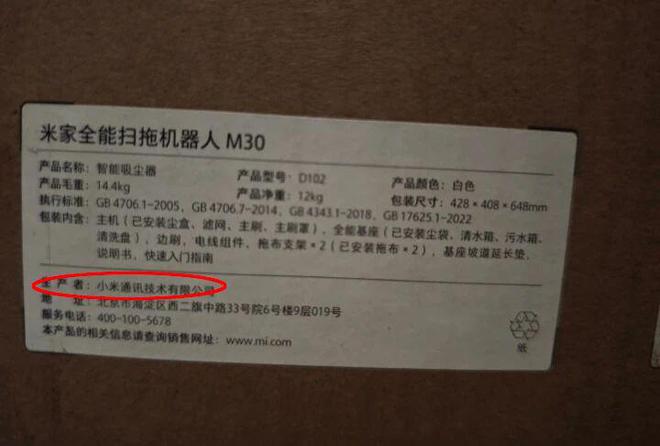 米家全能扫拖机器人 M30
产品名称：智能吸尘器 产品型号：D102 产品颜色：白色
产品毛重：14.4kg 产品净重：12kg 包装尺寸：428×408×648mm
执行标准：GB 4706.1-2005、GB 4706.7-2014、GB 4343.1-2018、GB 17625.1-2022
包装内含：主机（已安装尘盒、滤网、主刷、主刷罩）、全能基座（已安装尘袋、清水箱、污水箱、
清洗盘）、边刷、电线组件、拖布支架×2（已安装拖布×2）、基座坡道延长垫、
说明书、快速入门指南
生产者：小米通讯技术有限公司
地 址：北京市海淀区西二旗中路33号院6号楼9层019号
服务电话：400-100-5678
本产品的相关信息请查询销售网址：www.mi.com
纸